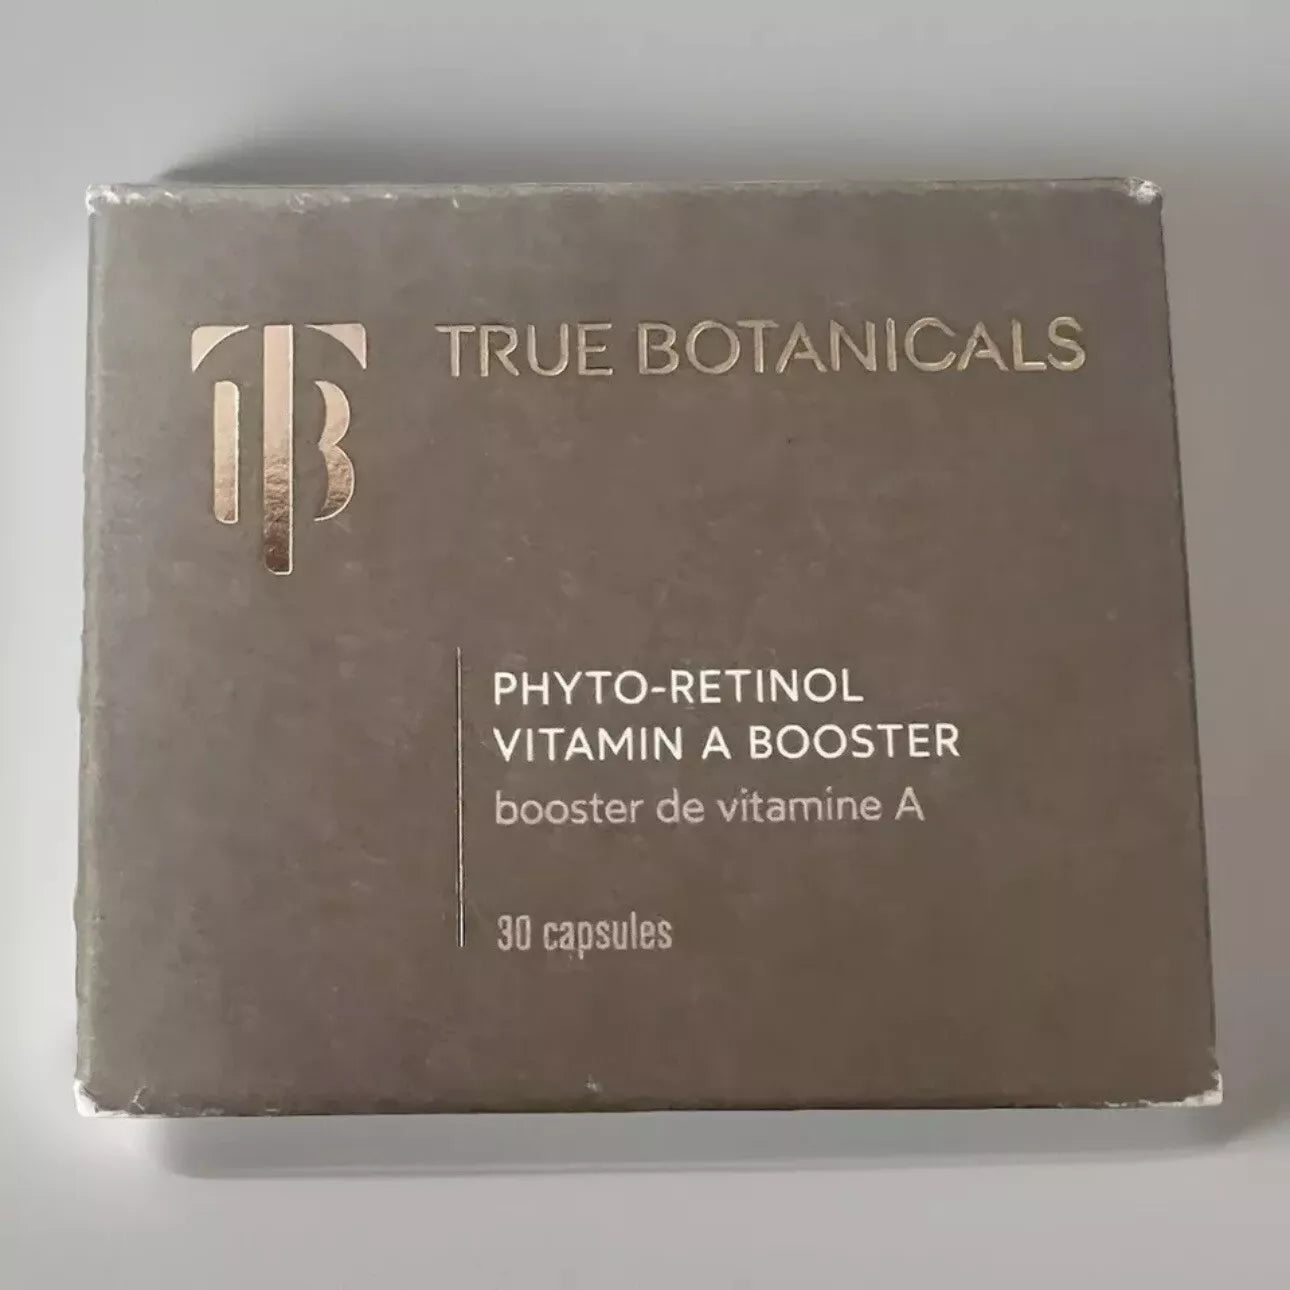 TB
TRUE BOTANICALS
PHYTO-RETINOL
VITAMIN A BOOSTER
booster de vitamine A
30 capsules